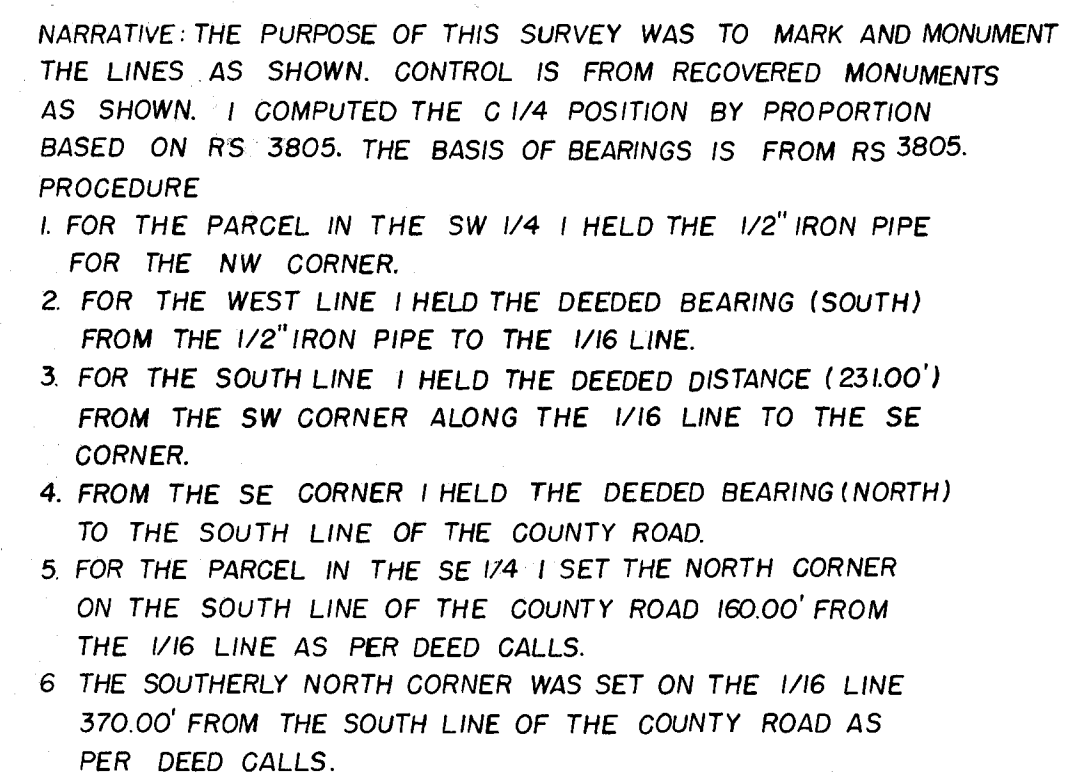 NARRATIVE: THE PURPOSE OF THIS SURVEY WAS TO MARK AND MONUMENT
THE LINES AS SHOWN. CONTROL IS FROM RECOVERED MONUMENTS
AS SHOWN. I COMPUTED THE C 1/4 POSITION BY PROPORTION
BASED ON RS 3805. THE BASIS OF BEARINGS IS FROM RS 3805.
PROCEDURE
1. FOR THE PARCEL IN THE SW 1/4 I HELD THE 1/2" IRON PIPE
FOR THE NW CORNER.
2. FOR THE WEST LINE I HELD THE DEEDED BEARING (SOUTH)
FROM THE 1/2" IRON PIPE TO THE 1/16 LINE.
3. FOR THE SOUTH LINE I HELD THE DEEDED DISTANCE (231.00')
FROM THE SW CORNER ALONG THE 1/16 LINE TO THE SE
CORNER.
4. FROM THE SE CORNER I HELD THE DEEDED BEARING (NORTH)
TO THE SOUTH LINE OF THE COUNTY ROAD.
5. FOR THE PARCEL IN THE SE 1/4 I SET THE NORTH CORNER
ON THE SOUTH LINE OF THE COUNTY ROAD 160.00' FROM
THE 1/16 LINE AS PER DEED CALLS.
6 THE SOUTHERLY NORTH CORNER WAS SET ON THE 1/16 LINE
370.00' FROM THE SOUTH LINE OF THE COUNTY ROAD AS
PER DEED CALLS.